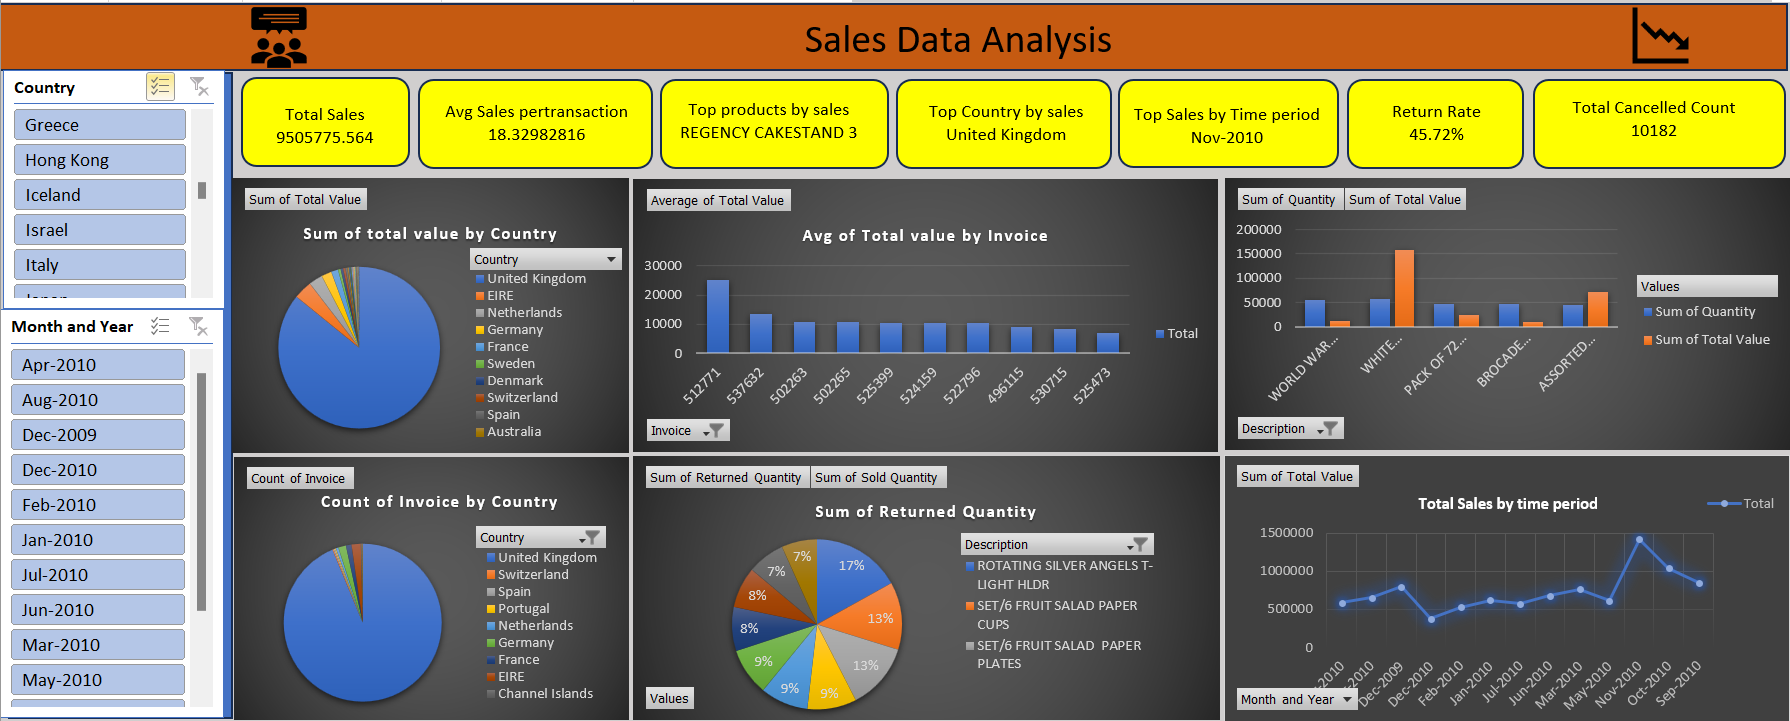 Sales Data Analysis
Country
Greece
Hong Kong
Iceland
Israel
Italy
Month and Year
Apr-2010
Aug-2010
Dec-2009
Dec-2010
Feb-2010
Jan-2010
Jul-2010
Jun-2010
Mar-2010
May-2010
Total Sales
9505775.564
Avg Sales pertransaction
18.32982816
Top products by sales
REGENCY CAKESTAND 3
Top Country by sales
United Kingdom
Top Sales by Time period
Nov-2010
Return Rate
45.72%
Total Cancelled Count
10182
Sum of Total Value
Sum of total value by Country
Country
United Kingdom
EIRE
Netherlands
Germany
France
Sweden
Denmark
Switzerland
Spain
Australia
Average of Total Value
Avg of Total value by Invoice
30000
20000
10000
0
512771
537632
502263
502265
525399
524159
522796
496115
530715
525473
Total
Invoice
Sum of Quantity
Sum of Total Value
200000
150000
100000
50000
0
WORLD WAR...
WHITE...
PACK OF 72...
BROCADE...
ASSORTED...
Values
Sum of Quantity
Sum of Total Value
Description
Count of Invoice
Count of Invoice by Country
Country
United Kingdom
Switzerland
Spain
Portugal
Netherlands
Germany
France
EIRE
Channel Islands
Sum of Returned Quantity
Sum of Sold Quantity
Sum of Returned Quantity
17%
13%
13%
9%
9%
9%
8%
8%
7%
7%
Description
ROTATING SILVER ANGELS T-
LIGHT HLDR
SET/6 FRUIT SALAD PAPER
CUPS
SET/6 FRUIT SALAD  PAPER
PLATES
Values
Sum of Total Value
Total Sales by time period
Total
1500000
1000000
500000
0
-2010
-2010
Dec-2009
Dec-2010
Feb-2010
Jan-2010
Jul-2010
Jun-2010
Mar-2010
May-2010
Nov-2010
Oct-2010
Sep-2010
Month and Year